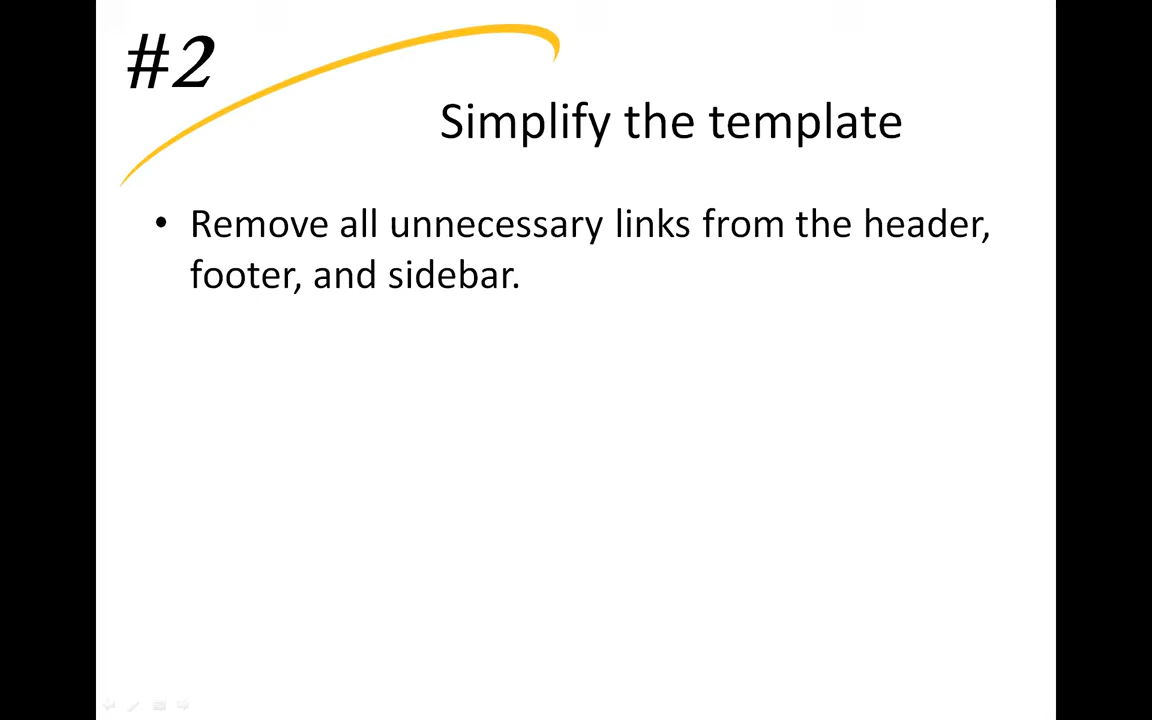 #2
Simplify the template
• Remove all unnecessary links from the header,
footer, and sidebar.